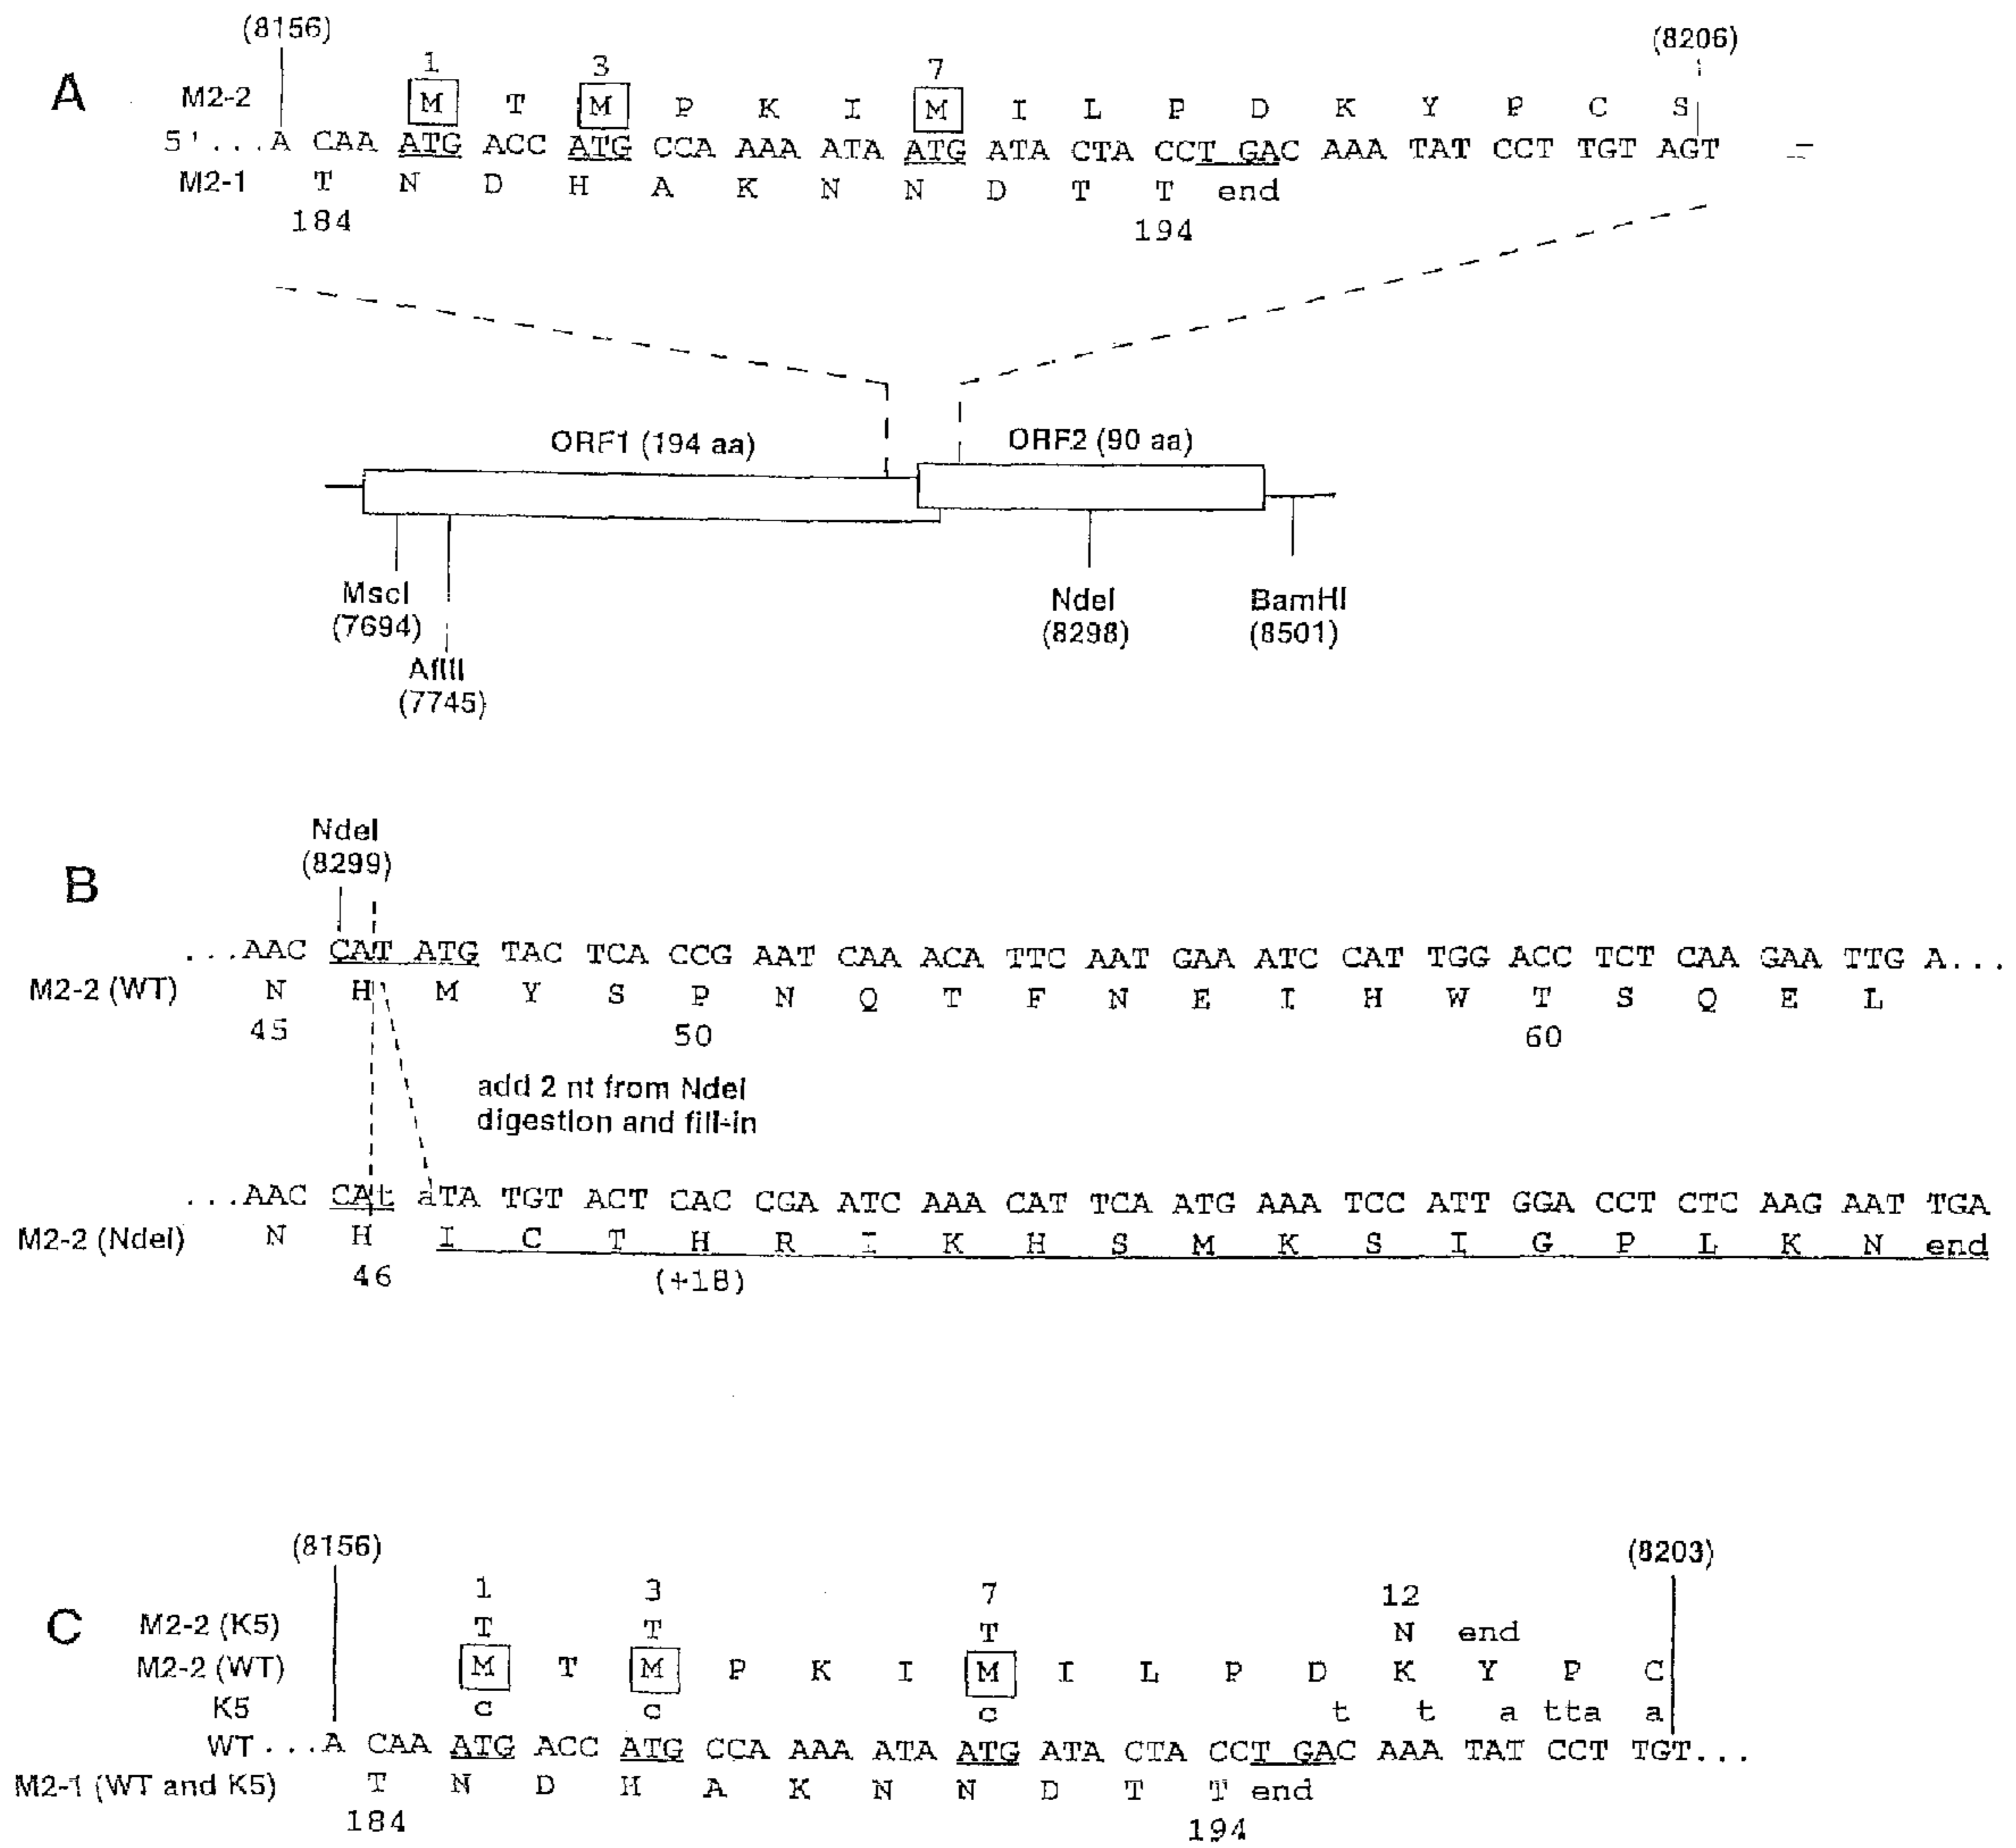 (8156)
(8206)
A
1 3 7
M2-2 M T M P K I M I L P D K Y P C S
5'...A CAA ATG ACC ATG CCA AAA ATA ATG ATA CTA CCT GAC AAA TAT CCT TGT AGT
M2-1 T N D H A K N N D T T end
184 194
ORF1 (194 aa) ORF2 (90 aa)
MscI
(7694)
NdeI
(8298)
BamHI
(8501)
AflII
(7745)
NdeI
(8299)
B
...AAC CAT ATG TAC TCA CCG AAT CAA ACA TTC AAT GAA ATC CAT TGG ACC TCT CAA GAA TTG A...
M2-2 (WT) N H M Y S P N Q T F N E I H W T S Q E L
45 50 60
add 2 nt from NdeI
digestion and fill-in
...AAC CAt aTA TGT ACT CAC CGA ATC AAA CAT TCA ATG AAA TCC ATT GGA CCT CTC AAG AAT TGA
M2-2 (NdeI) N H I C T H R I K H S M K S I G P L K N end
46 (+18)
(8156)
(8203)
C
1 3 7 12
M2-2 (K5) T T T N end
M2-2 (WT) M T M P K I M I L P D K Y P C
K5 c c c t t a tta a
WT...A CAA ATG ACC ATG CCA AAA ATA ATG ATA CTA CCT GAC AAA TAT CCT TGT...
M2-1 (WT and K5) T N D H A K N N D T T end
184 194